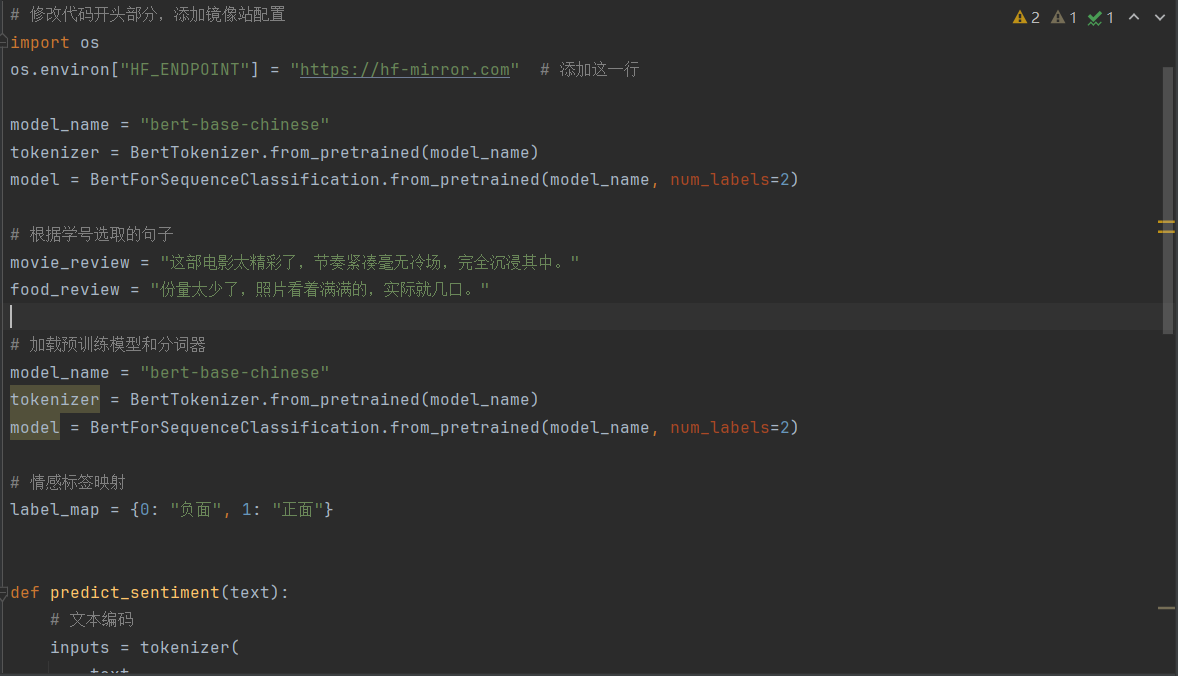 # 修改代码开头部分，添加镜像站配置
2 1 1
import os
os.environ["HF_ENDPOINT"] = "https://hf-mirror.com"  # 添加这一行
model_name = "bert-base-chinese"
tokenizer = BertTokenizer.from_pretrained(model_name)
model = BertForSequenceClassification.from_pretrained(model_name, num_labels=2)
# 根据学号选取的句子
movie_review = "这部电影太精彩了，节奏紧凑毫无冷场，完全沉浸其中。"
food_review = "份量太少了，照片看着满满的，实际就几口。"
# 加载预训练模型和分词器
model_name = "bert-base-chinese"
tokenizer = BertTokenizer.from_pretrained(model_name)
model = BertForSequenceClassification.from_pretrained(model_name, num_labels=2)
# 情感标签映射
label_map = {0: "负面", 1: "正面"}
def predict_sentiment(text):
    # 文本编码
    inputs = tokenizer(
        text